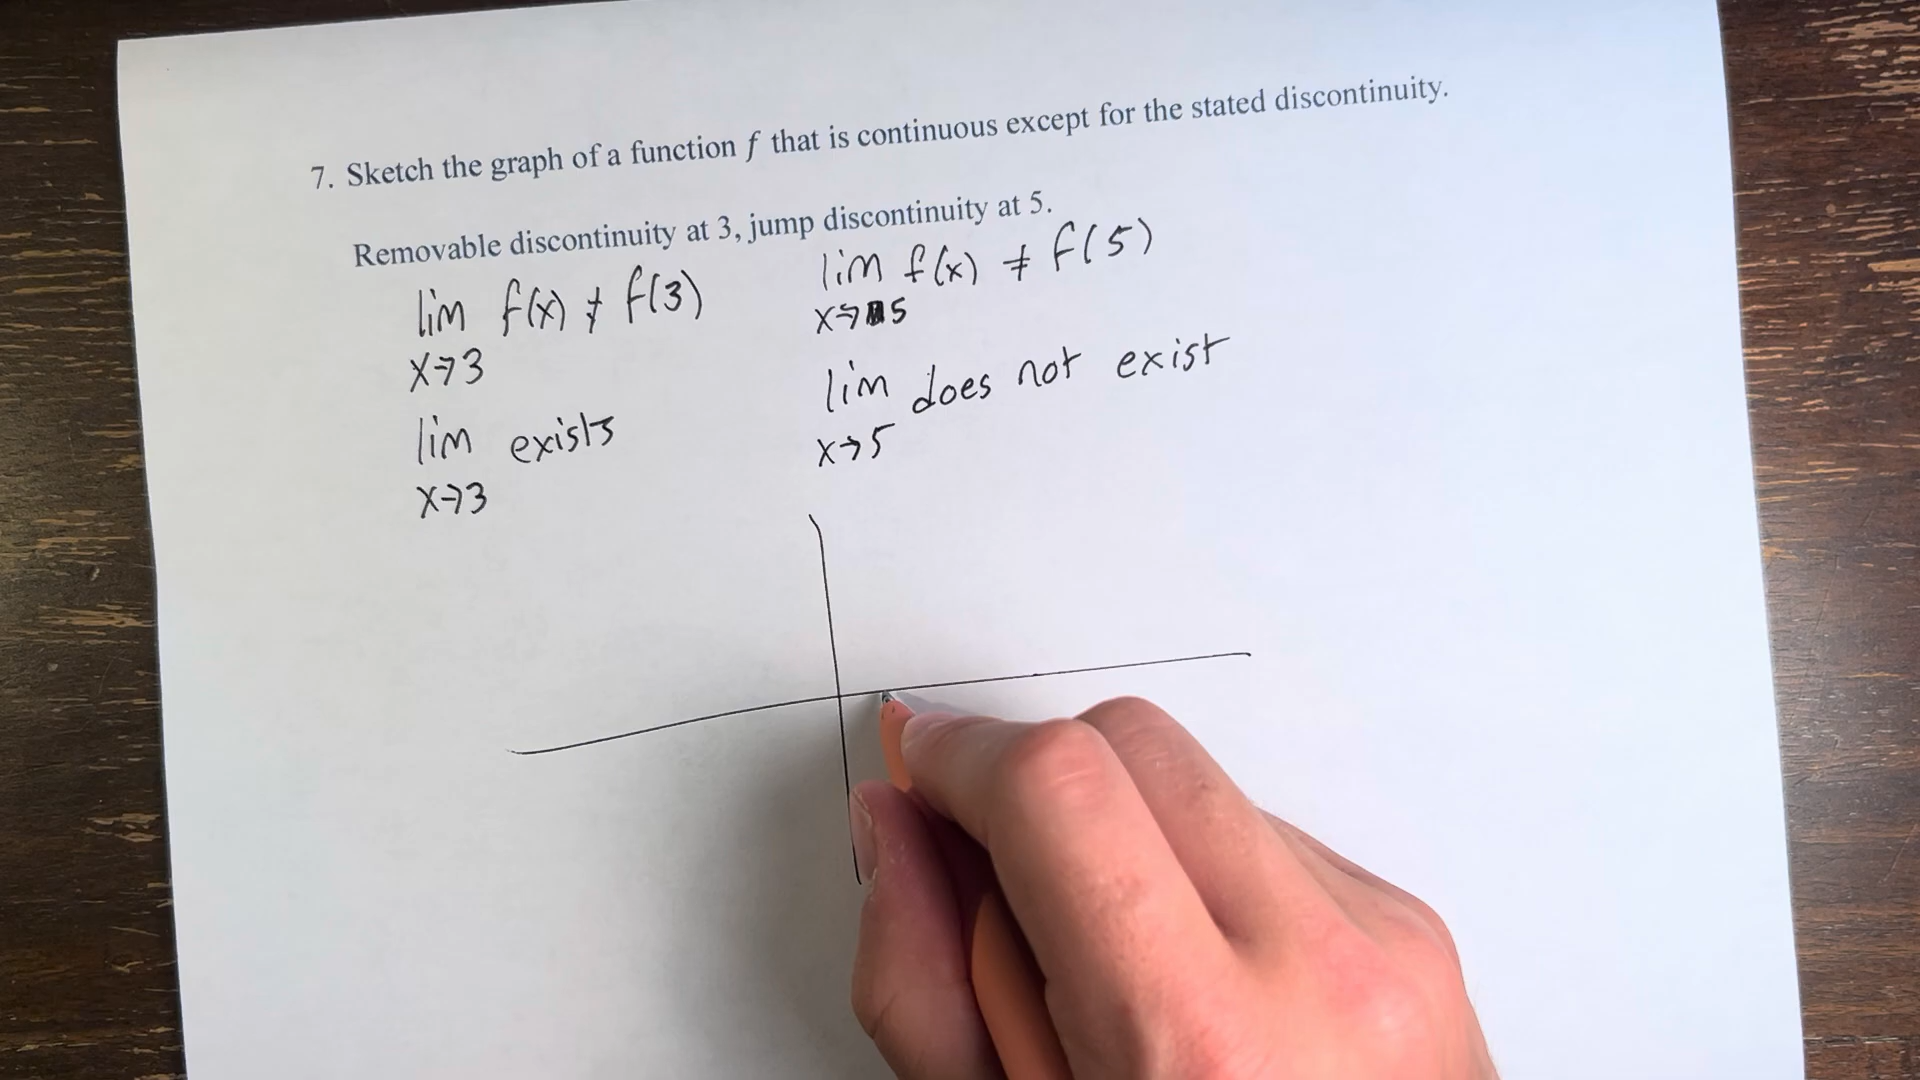 7. Sketch the graph of a function f that is continuous except for the stated discontinuity.
Removable discontinuity at 3, jump discontinuity at 5.
lim f(x) ≠ f(3)
x→3
lim exists
x→3
lim f(x) ≠ f(5)
x→5
lim does not exist
x→5